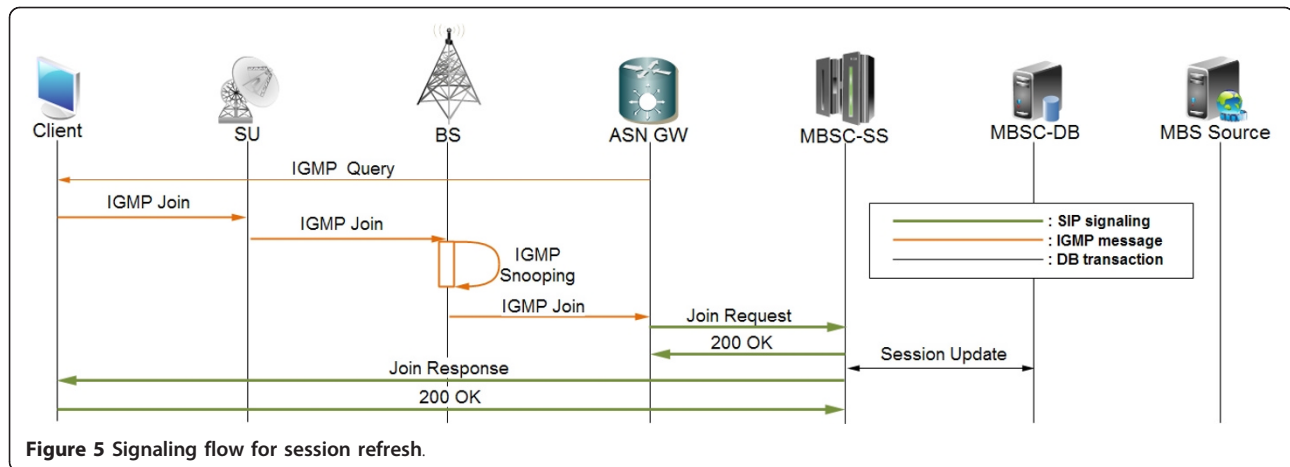 Client
SU
BS
ASN GW
MBSC-SS
MBSC-DB
MBS Source
IGMP Query
IGMP Join
IGMP Join
IGMP
Snooping
IGMP Join
Join Request
200 OK
Session Update
Join Response
200 OK
: SIP signaling
: IGMP message
: DB transaction
Figure 5 Signaling flow for session refresh.